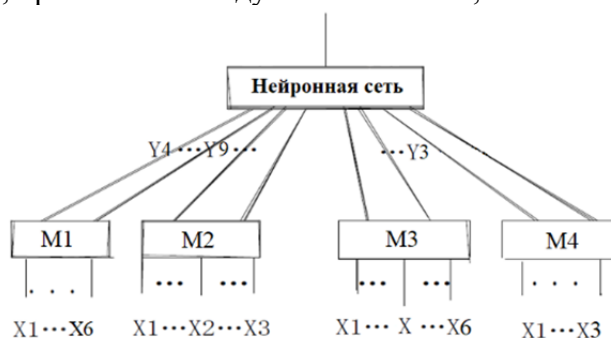 Нейронная сеть
Y4 ••• Y9 ••• ••• Y3
M1 M2 M3 M4
. . . ••• ••• ••• ••• . . .
X1•••X6 X1•••X2•••X3 X1••• X •••X6 X1•••X3